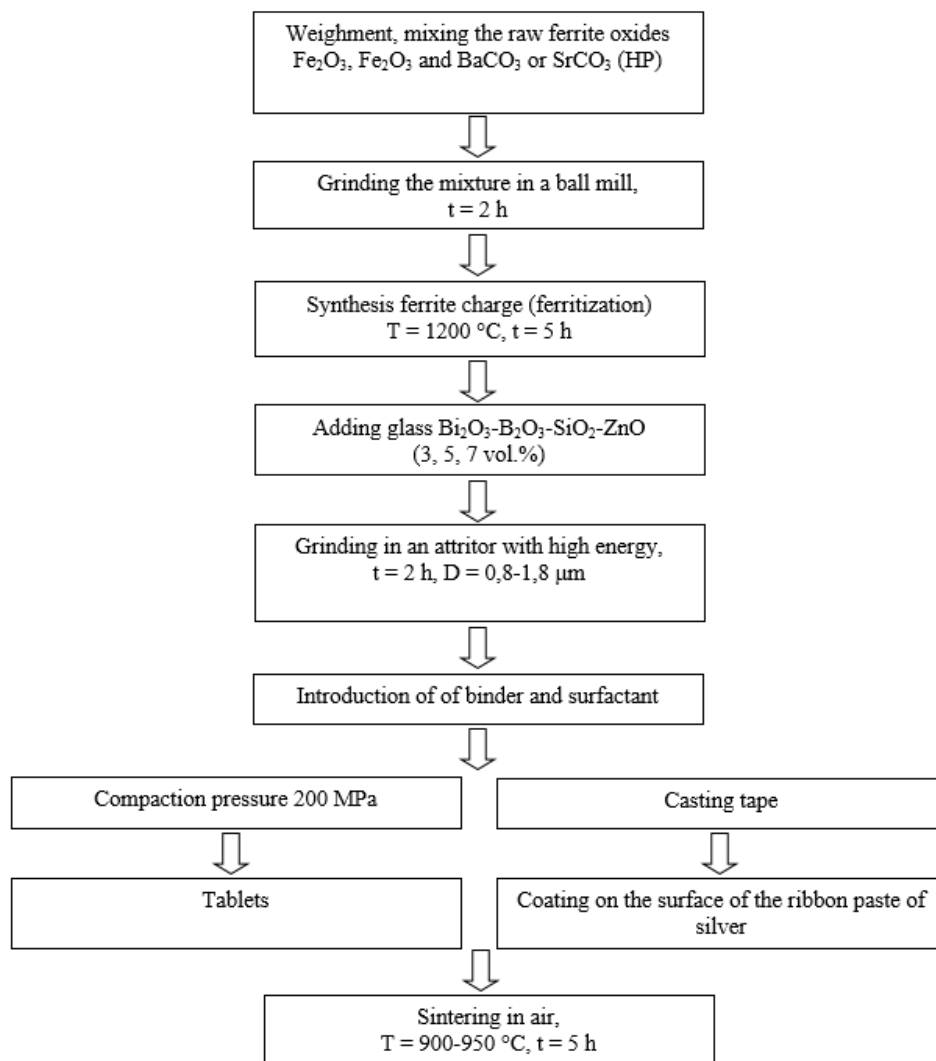 Weighment, mixing the raw ferrite oxides
Fe₂O₃, Fe₂O₃ and BaCO₃ or SrCO₃ (HP)
Grinding the mixture in a ball mill,
t = 2 h
Synthesis ferrite charge (ferritization)
T = 1200 °C, t = 5 h
Adding glass Bi₂O₃-B₂O₃-SiO₂-ZnO
(3, 5, 7 vol.%)
Grinding in an attritor with high energy,
t = 2 h, D = 0,8-1,8 μm
Introduction of of binder and surfactant
Compaction pressure 200 MPa
Casting tape
Tablets
Coating on the surface of the ribbon paste of
silver
Sintering in air,
T = 900-950 °C, t = 5 h